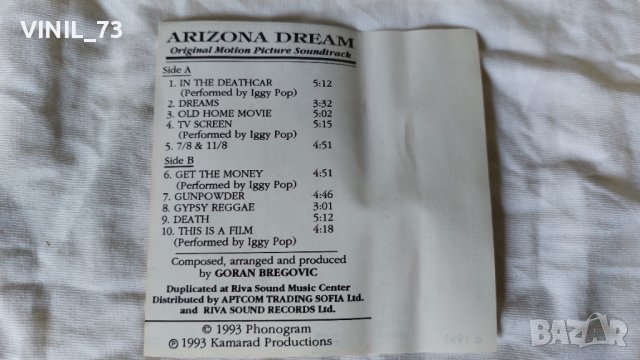 VINIL_73
ARIZONA DREAM
Original Motion Picture Soundtrack
Side A
1. IN THE DEATHCAR 5:12
(Performed by Iggy Pop)
2. DREAMS 3:32
3. OLD HOME MOVIE 5:02
4. TV SCREEN 5:15
(Performed by Iggy Pop)
5. 7/8 & 11/8 4:51
Side B
6. GET THE MONEY 4:51
(Performed by Iggy Pop)
7. GUNPOWDER 4:46
8. GYPSY REGGAE 3:01
9. DEATH 5:12
10. THIS IS A FILM 4:18
(Performed by Iggy Pop)
Composed, arranged and produced
by GORAN BREGOVIC
Duplicated at Riva Sound Music Center
Distributed by APTCOM TRADING SOFIA Ltd.
and RIVA SOUND RECORDS Ltd.
© 1993 Phonogram
℗ 1993 Kamarad Productions
BAZAR